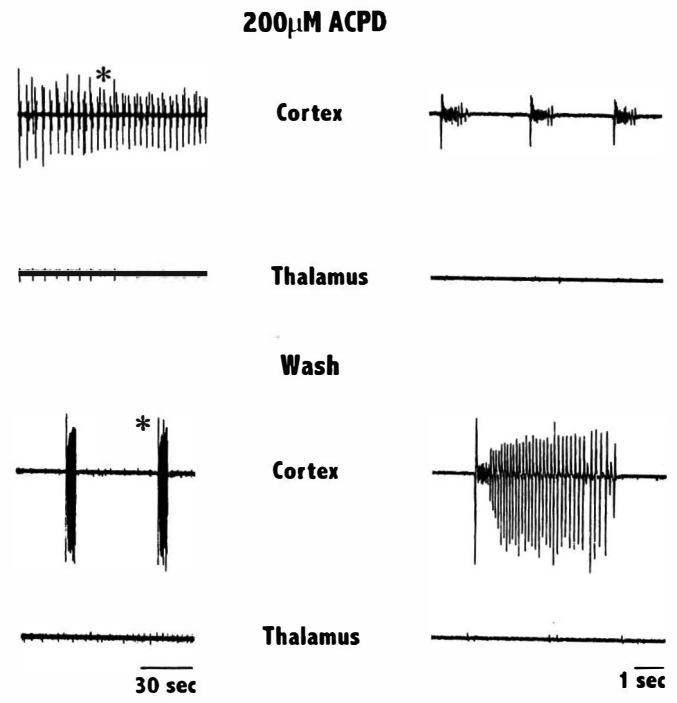 200µM ACPD
*
Cortex
Thalamus
Wash
*
Cortex
Thalamus
30 sec
1 sec